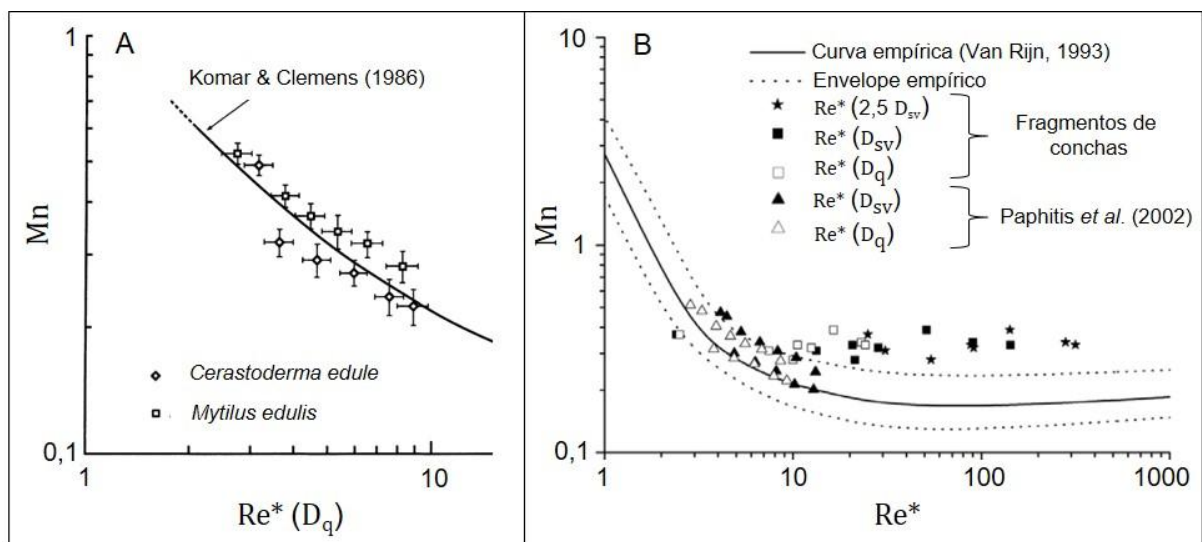 A
1
Komar & Clemens (1986)
Mn
Cerastoderma edule
Mytilus edulis
0,1
1
10
Re* (Dq)
B
10
Curva empírica (Van Rijn, 1993)
Envelope empírico
Re* (2,5 Dsv)
Re* (DSV)
Re* (Dq)
Fragmentos de
conchas
Re* (DSV)
Re* (Dq)
Paphitis et al. (2002)
Mn
1
0,1
1
10
100
1000
Re*